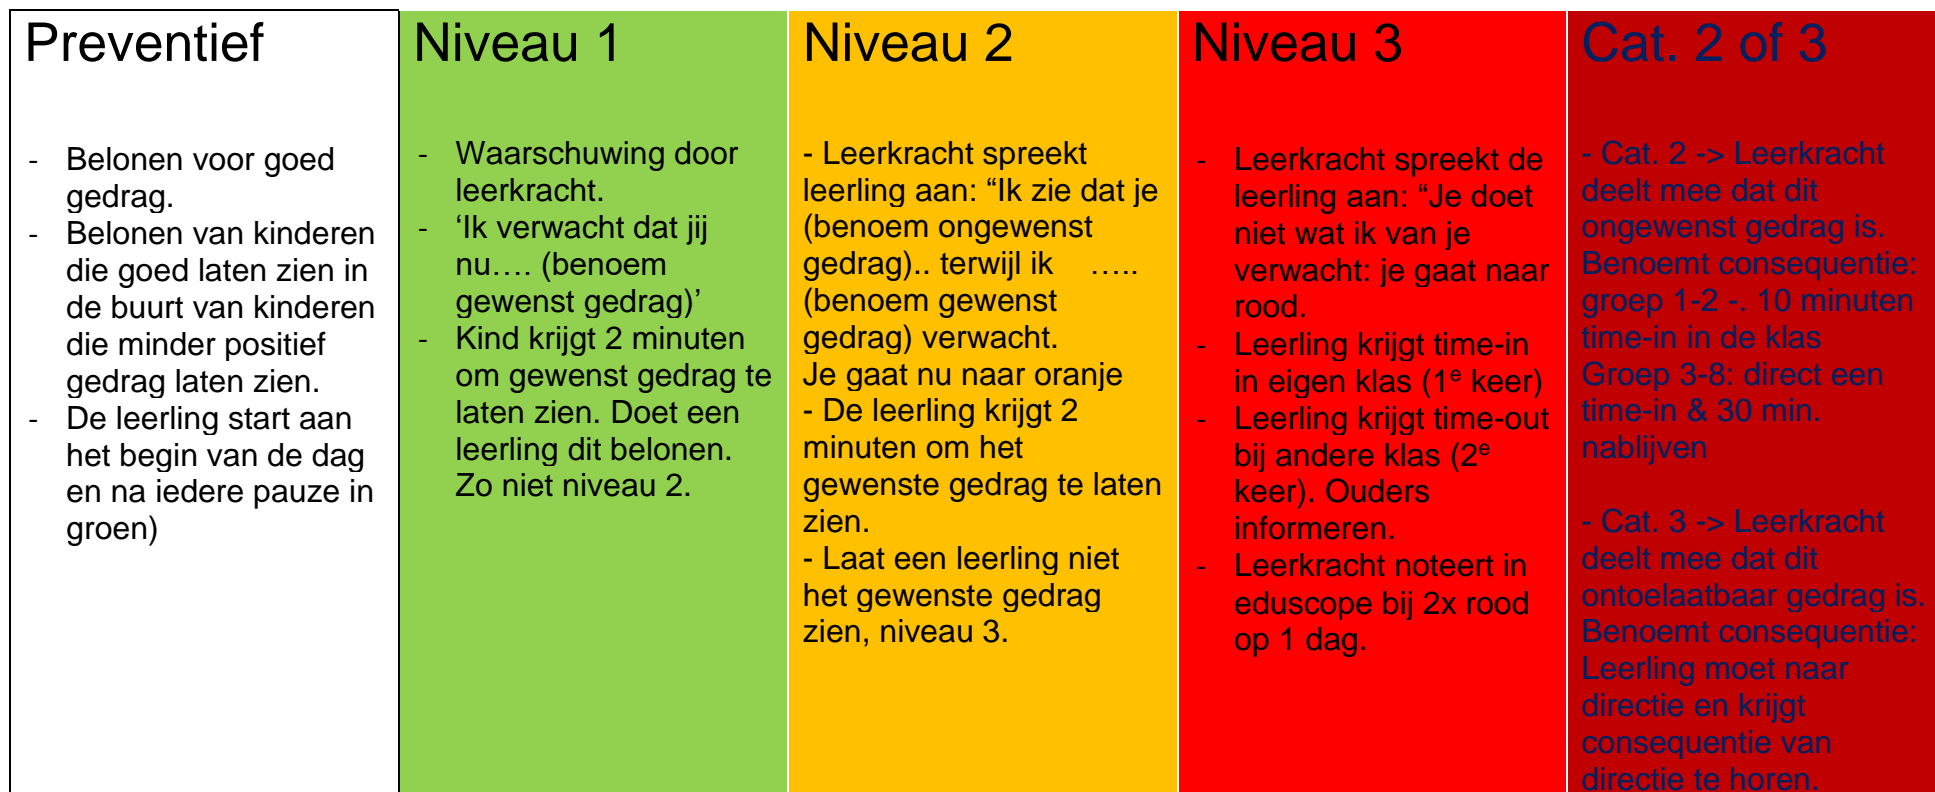 Preventief
- Belonen voor goed
gedrag.
- Belonen van kinderen
die goed laten zien in
de buurt van kinderen
die minder positief
gedrag laten zien.
- De leerling start aan
het begin van de dag
en na iedere pauze in
groen)
Niveau 1
- Waarschuwing door
leerkracht.
- ‘Ik verwacht dat jij
nu…. (benoem
gewenst gedrag)’
- Kind krijgt 2 minuten
om gewenst gedrag te
laten zien. Doet een
leerling dit belonen.
Zo niet niveau 2.
Niveau 2
- Leerkracht spreekt
leerling aan: “Ik zie dat je
(benoem ongewenst
gedrag).. terwijl ik …..
(benoem gewenst
gedrag) verwacht.
Je gaat nu naar oranje
- De leerling krijgt 2
minuten om het
gewenste gedrag te laten
zien.
- Laat een leerling niet
het gewenste gedrag
zien, niveau 3.
Niveau 3
- Leerkracht spreekt de
leerling aan: “Je doet
niet wat ik van je
verwacht: je gaat naar
rood.
- Leerling krijgt time-in
in eigen klas (1e keer)
- Leerling krijgt time-out
bij andere klas (2e
keer). Ouders
informeren.
- Leerkracht noteert in
eduscope bij 2x rood
op 1 dag.
Cat. 2 of 3
- Cat. 2 -> Leerkracht
deelt mee dat dit
ongewenst gedrag is.
Benoemt consequentie:
groep 1-2 -. 10 minuten
time-in in de klas
Groep 3-8: direct een
time-in & 30 min.
nablijven
- Cat. 3 -> Leerkracht
deelt mee dat dit
ontoelaatbaar gedrag is.
Benoemt consequentie:
Leerling moet naar
directie en krijgt
consequentie van
directie te horen.